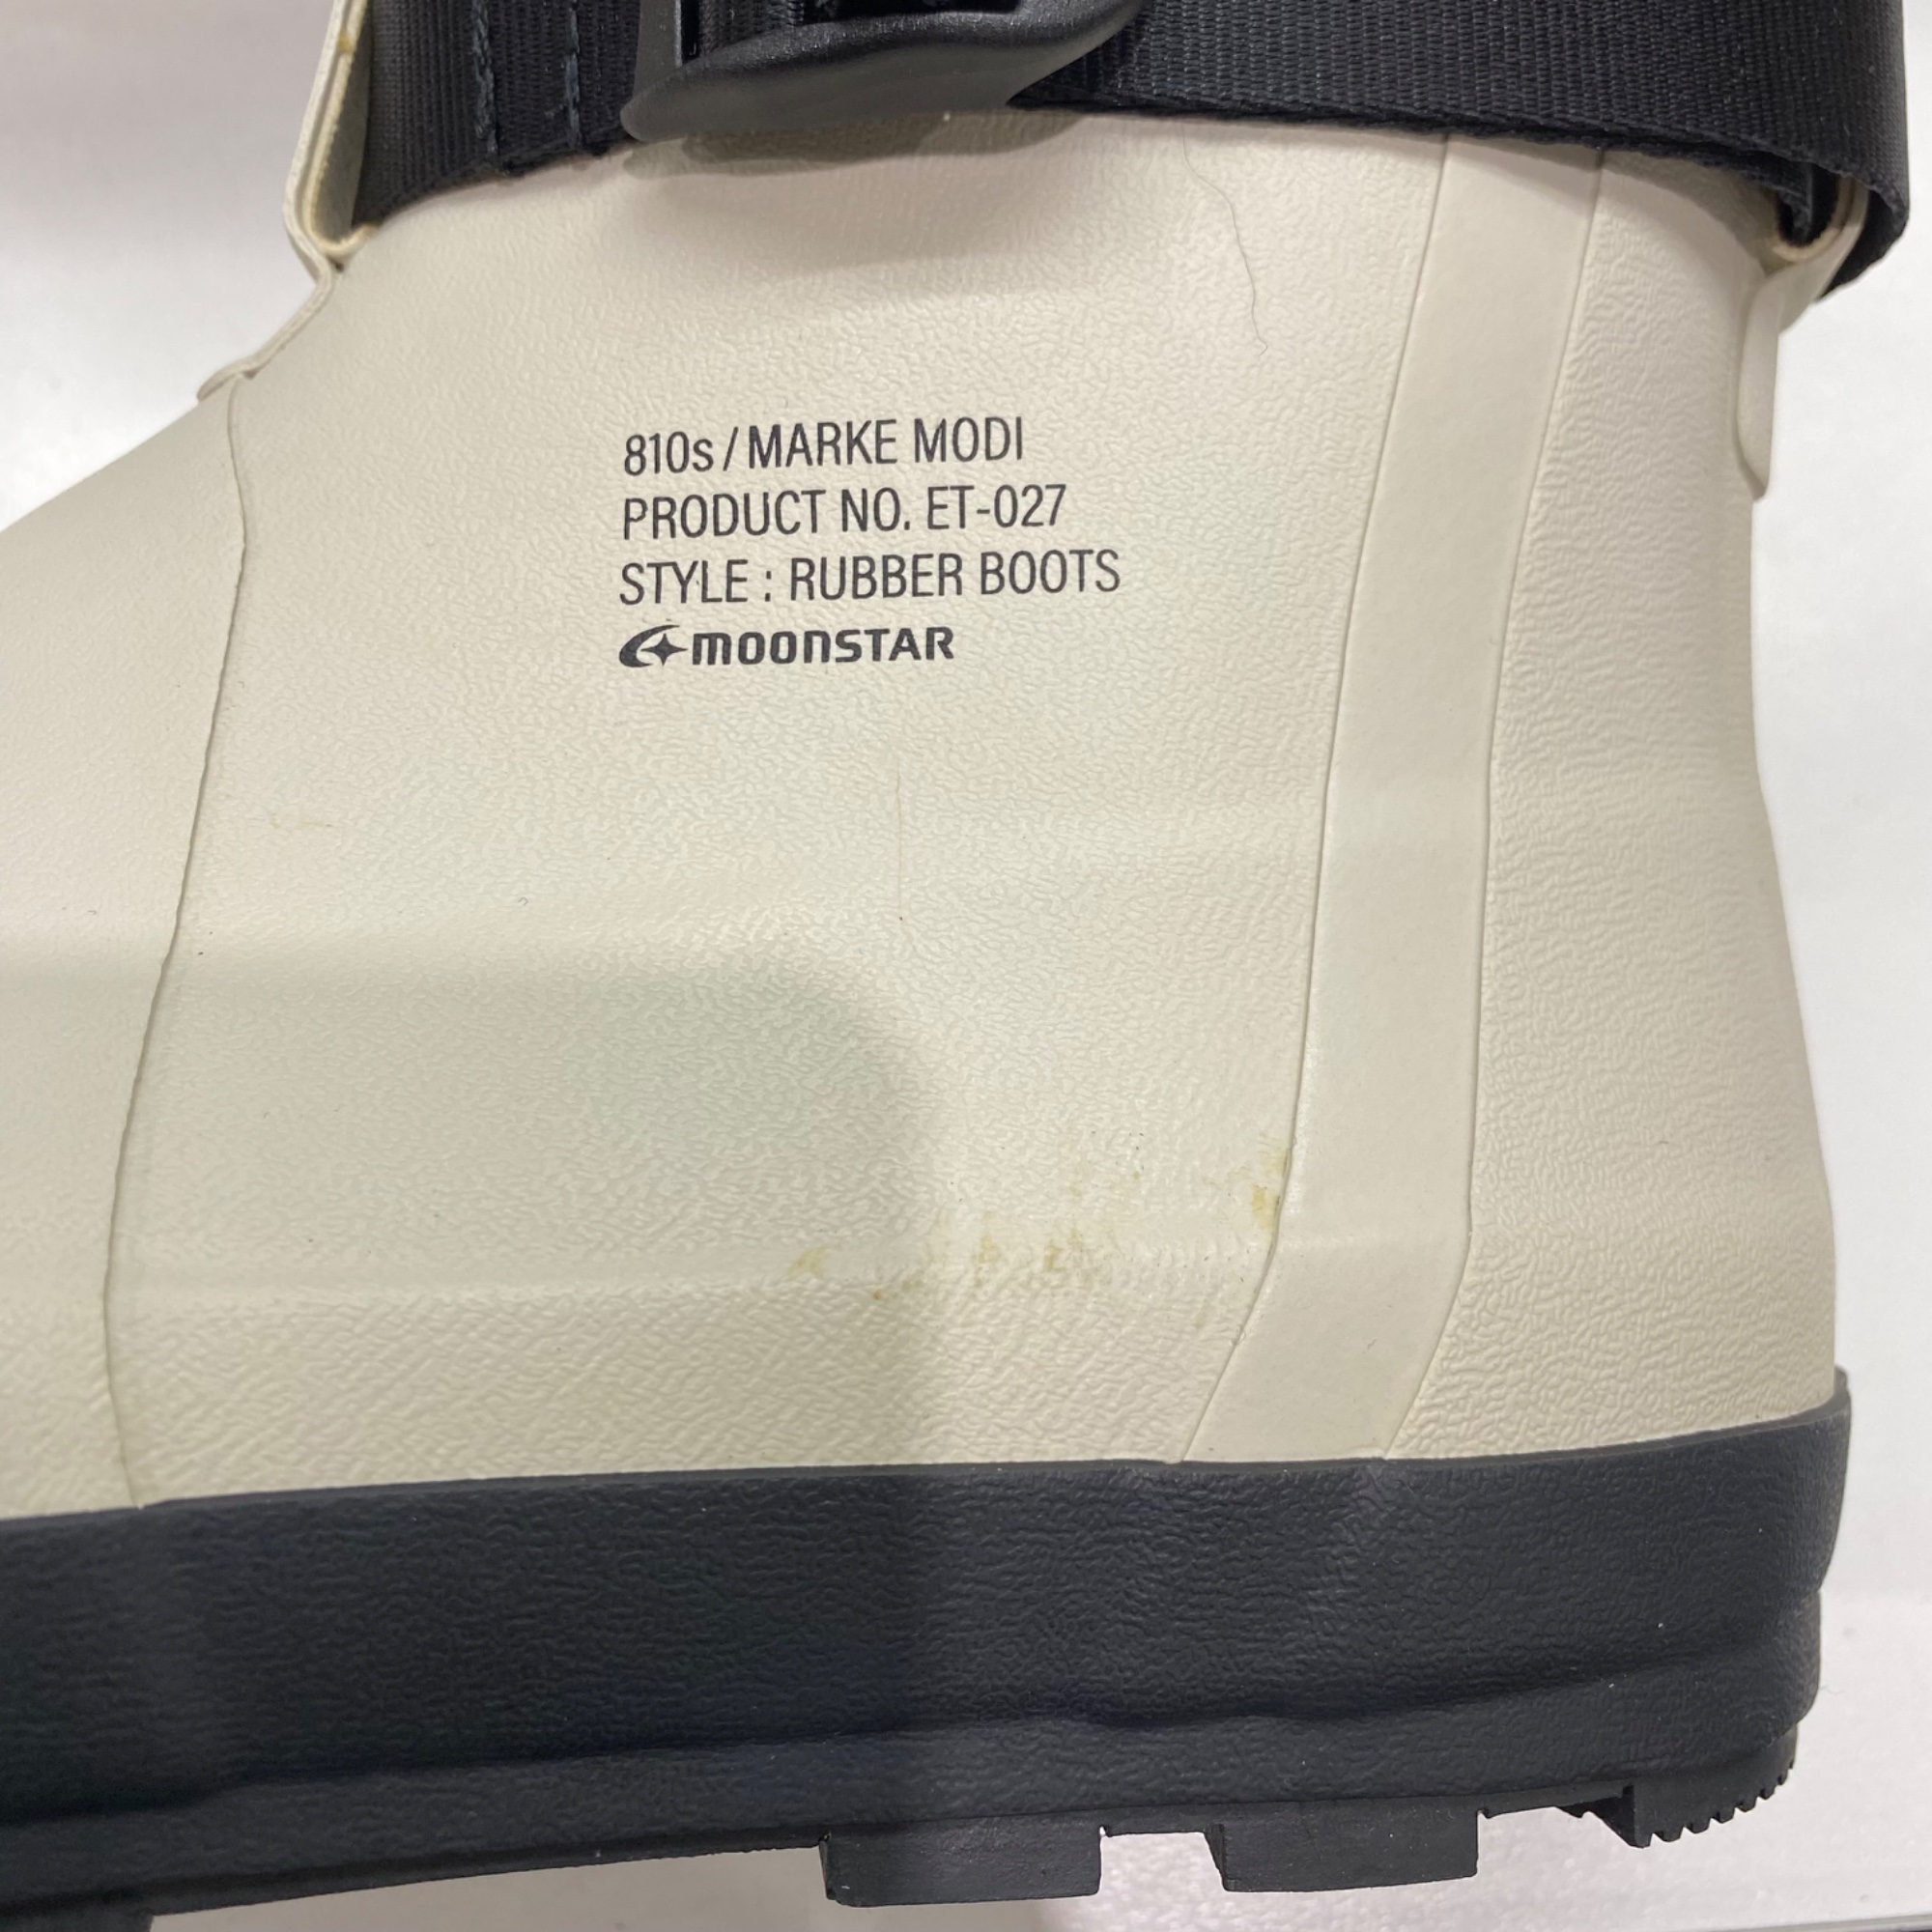 810s / MARKE MODI
PRODUCT NO. ET-027
STYLE : RUBBER BOOTS
MOONSTAR